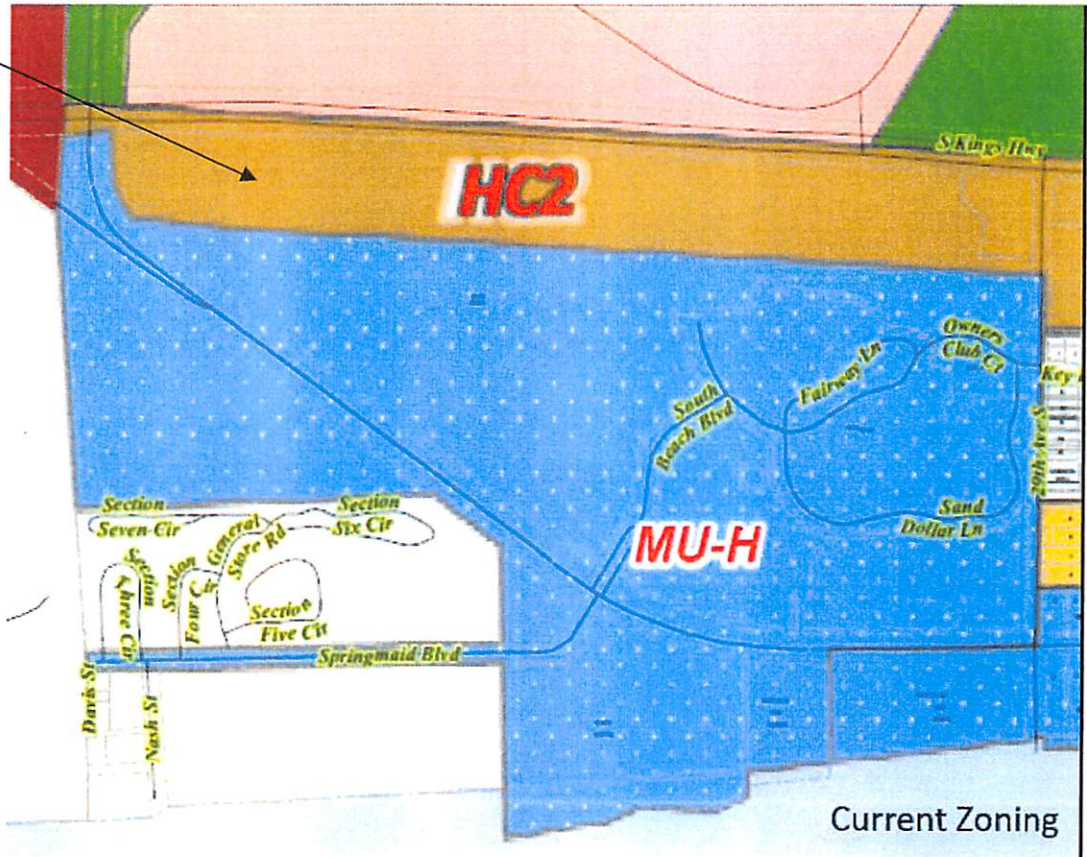 S Kings Hwy
HC2
Owners
Club Ct
Key
Fairway Ln
South
Beach Blvd
29th Ave S
Section
Seven Cir
Section
Six Cir
General
Store Rd
Sand
Dollar Ln
MU-H
Section
Three Cir
Section
Four Cir
Section
Five Cir
Springmaid Blvd
Davis St
Nash St
Current Zoning